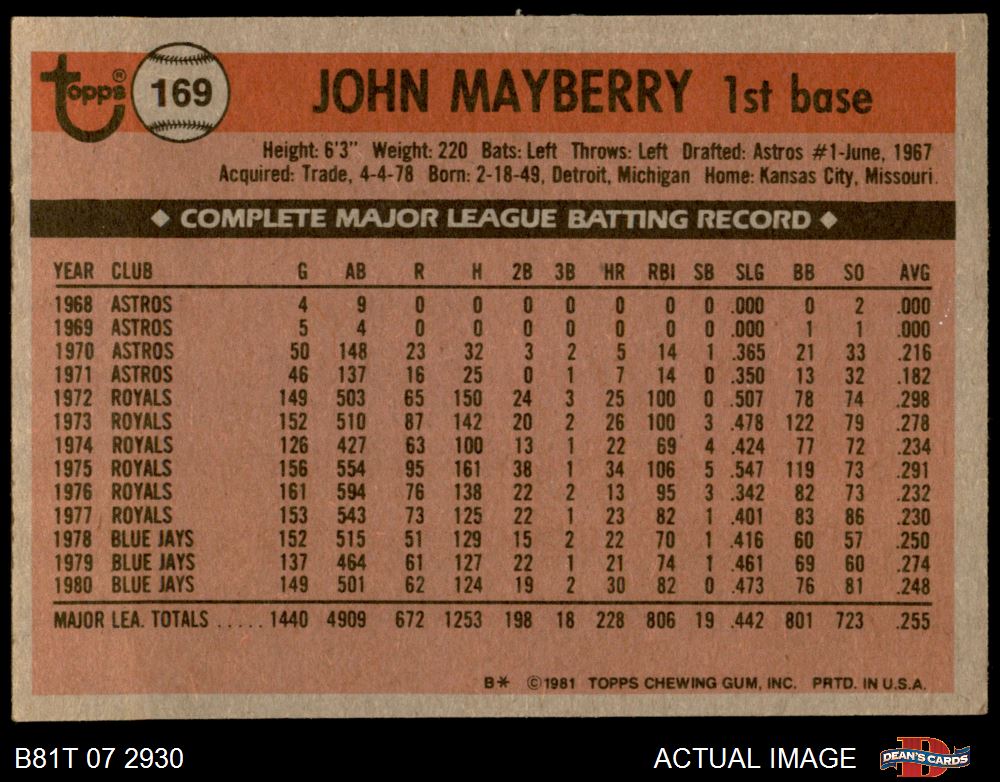 Topps® 169 JOHN MAYBERRY 1st base
Height: 6'3" Weight: 220 Bats: Left Throws: Left Drafted: Astros #1-June, 1967
Acquired: Trade, 4-4-78 Born: 2-18-49, Detroit, Michigan Home: Kansas City, Missouri.
◆ COMPLETE MAJOR LEAGUE BATTING RECORD ◆
YEAR CLUB G AB R H 2B 3B HR RBI SB SLG BB SO AVG
1968 ASTROS 4 9 0 0 0 0 0 0 0 .000 0 2 .000
1969 ASTROS 5 4 0 0 0 0 0 0 0 .000 1 1 .000
1970 ASTROS 50 148 23 32 3 2 5 14 1 .365 21 33 .216
1971 ASTROS 46 137 16 25 0 1 7 14 0 .350 13 32 .182
1972 ROYALS 149 503 65 150 24 3 25 100 0 .507 78 74 .298
1973 ROYALS 152 510 87 142 20 2 26 100 3 .478 122 79 .278
1974 ROYALS 126 427 63 100 13 1 22 69 4 .424 77 72 .234
1975 ROYALS 156 554 95 161 38 1 34 106 5 .547 119 73 .291
1976 ROYALS 161 594 76 138 22 2 13 95 3 .342 82 73 .232
1977 ROYALS 153 543 73 125 22 1 23 82 1 .401 83 86 .230
1978 BLUE JAYS 152 515 51 129 15 2 22 70 1 .416 60 57 .250
1979 BLUE JAYS 137 464 61 127 22 1 21 74 1 .461 69 60 .274
1980 BLUE JAYS 149 501 62 124 19 2 30 82 0 .473 76 81 .248
MAJOR LEA. TOTALS ..... 1440 4909 672 1253 198 18 228 806 19 .442 801 723 .255
B* ©1981 TOPPS CHEWING GUM, INC. PRTD. IN U.S.A.
B81T 07 2930 ACTUAL IMAGE DEAN'S CARDS